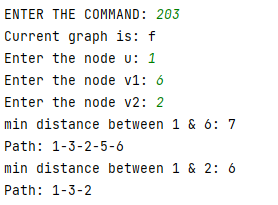 ENTER THE COMMAND: 203
Current graph is: f
Enter the node u: 1
Enter the node v1: 6
Enter the node v2: 2
min distance between 1 & 6: 7
Path: 1-3-2-5-6
min distance between 1 & 2: 6
Path: 1-3-2